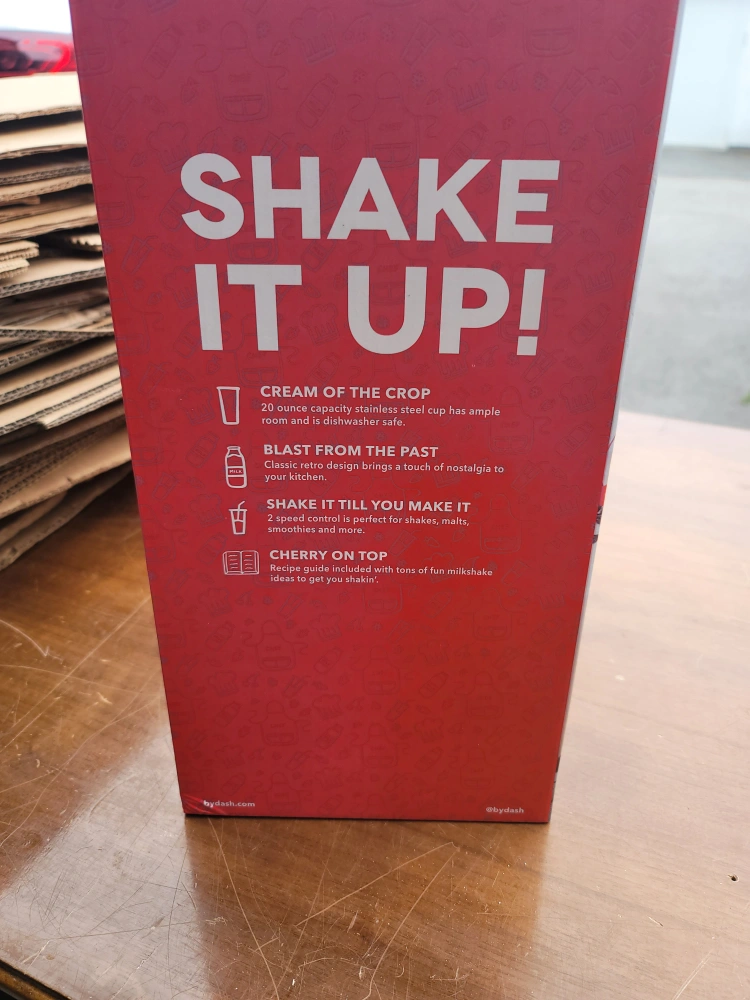 SHAKE
IT UP!
CREAM OF THE CROP
20 ounce capacity stainless steel cup has ample
room and is dishwasher safe.
BLAST FROM THE PAST
Classic retro design brings a touch of nostalgia to
your kitchen.
MILK
SHAKE IT TILL YOU MAKE IT
2 speed control is perfect for shakes, malts,
smoothies and more.
CHERRY ON TOP
Recipe guide included with tons of fun milkshake
ideas to get you shakin'.
bydash.com
@bydash